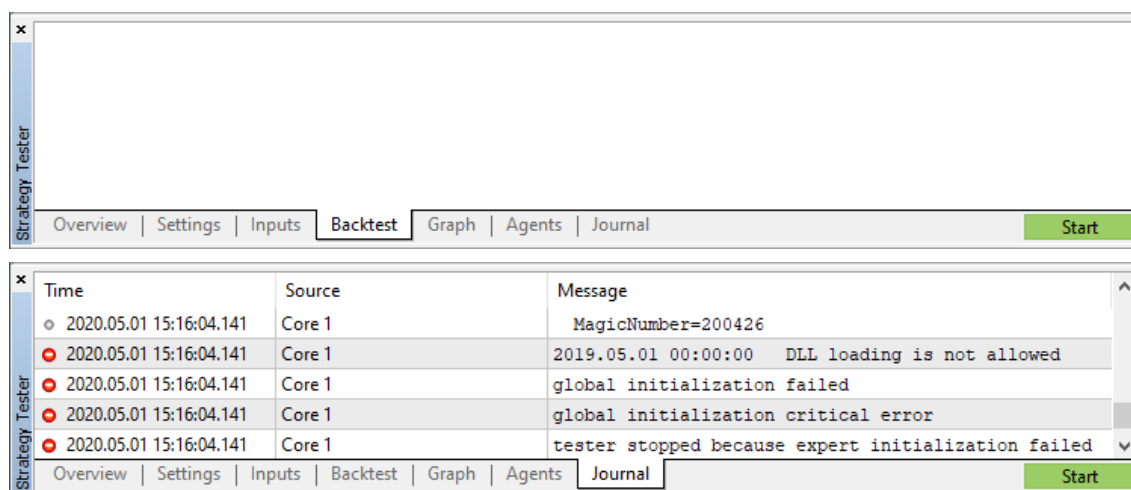 Strategy Tester
Overview | Settings | Inputs | Backtest | Graph | Agents | Journal
Start
Time Source Message
2020.05.01 15:16:04.141 Core 1 MagicNumber=200426
2020.05.01 15:16:04.141 Core 1 2019.05.01 00:00:00 DLL loading is not allowed
2020.05.01 15:16:04.141 Core 1 global initialization failed
2020.05.01 15:16:04.141 Core 1 global initialization critical error
2020.05.01 15:16:04.141 Core 1 tester stopped because expert initialization failed
Strategy Tester
Overview | Settings | Inputs | Backtest | Graph | Agents | Journal
Start